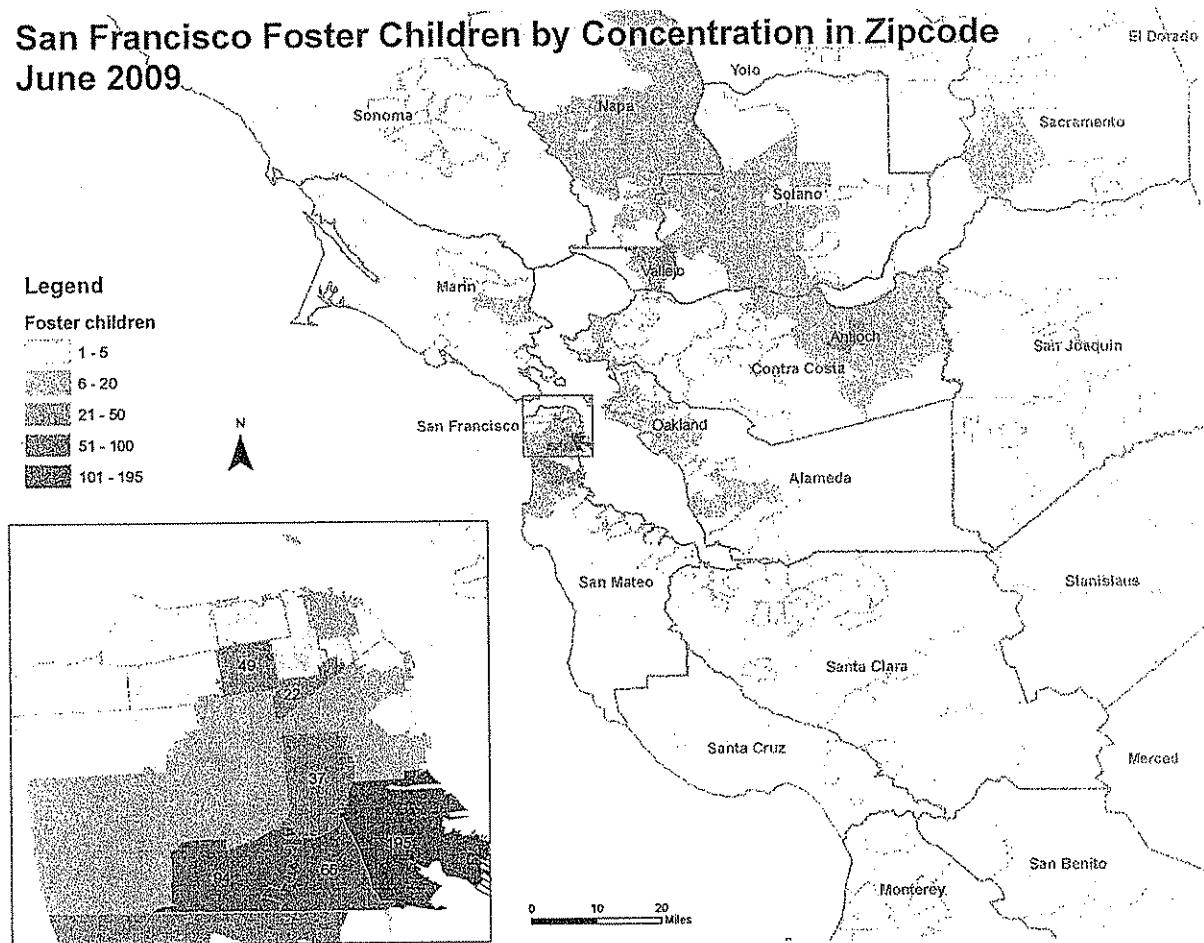 San Francisco Foster Children by Concentration in Zipcode
June 2009
El Dorado
Yolo
Napa
Sonoma
Sacramento
Solano
Vallejo
Marin
Antioch
San Joaquin
Contra Costa
Legend
Foster children
1 - 5
6 - 20
21 - 50
51 - 100
101 - 195
N
San Francisco
Oakland
Alameda
San Mateo
Stanislaus
Santa Clara
Santa Cruz
Merced
San Benito
Monterey
0 10 20
Miles
49
22
37
65
195